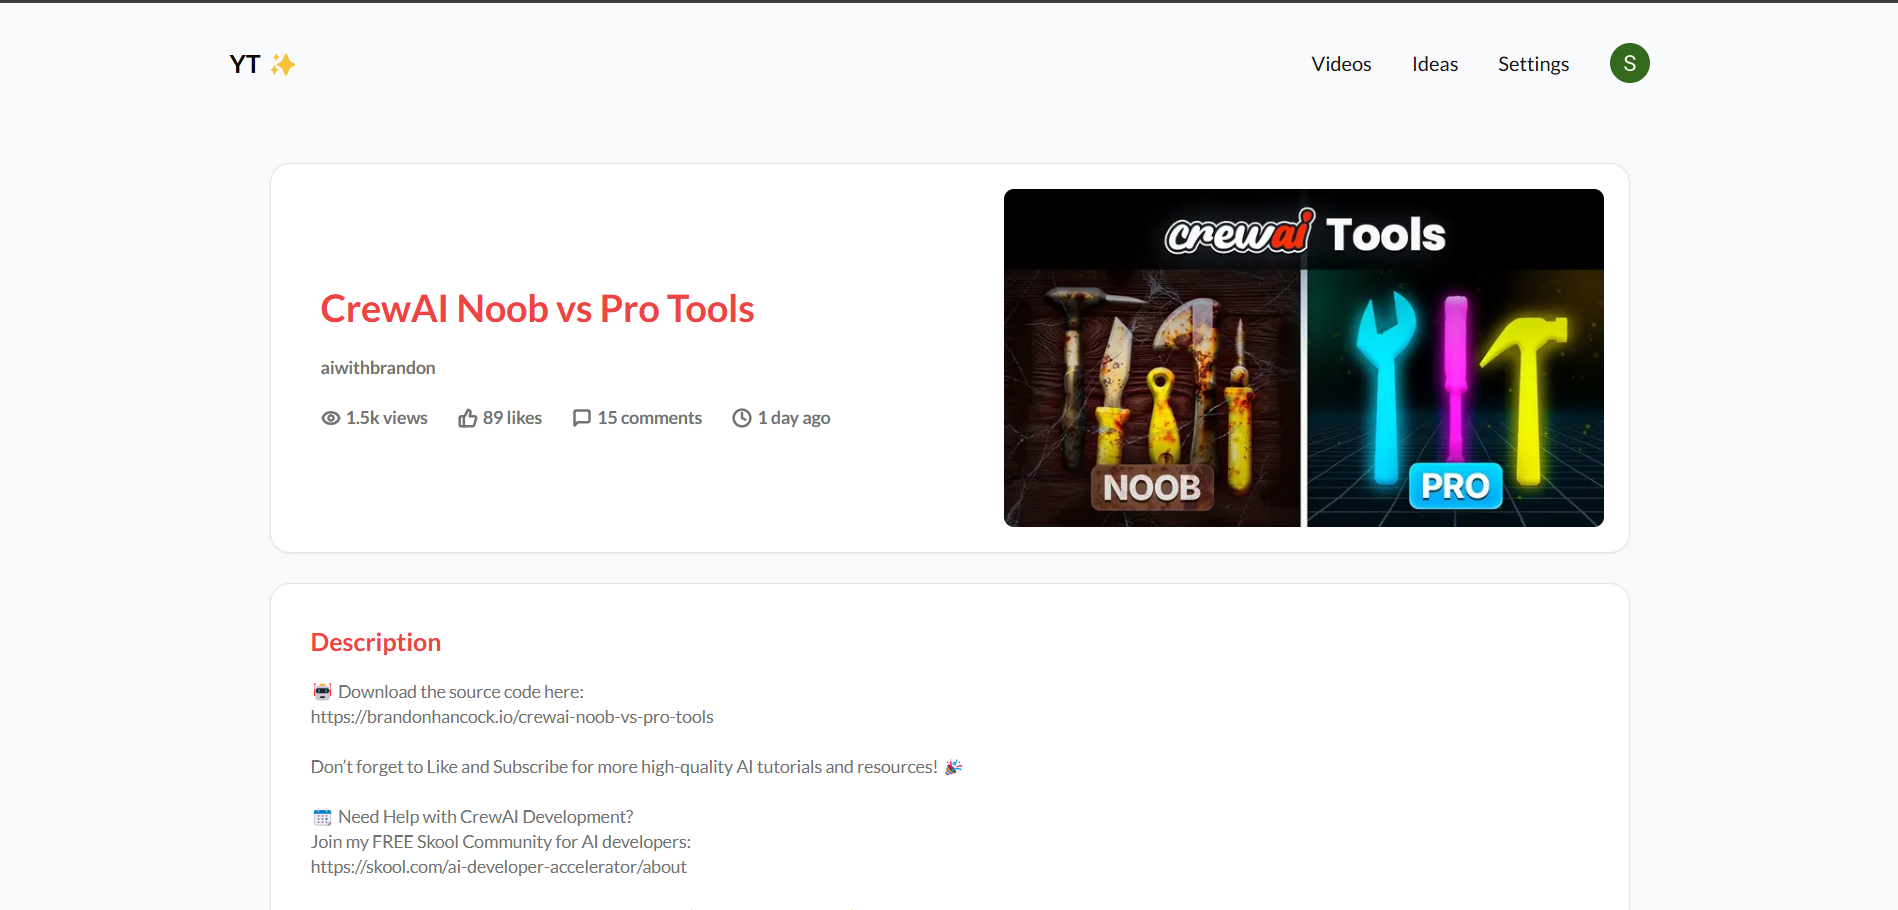 YT ✨
Videos
Ideas
Settings
S
CrewAI Noob vs Pro Tools
aiwithbrandon
1.5k views
89 likes
15 comments
1 day ago
crewai Tools
NOOB
PRO
Description
🤖 Download the source code here:
https://brandonhancock.io/crewai-noob-vs-pro-tools
Don’t forget to Like and Subscribe for more high-quality AI tutorials and resources! 🎉
📅 Need Help with CrewAI Development?
Join my FREE Skool Community for AI developers:
https://skool.com/ai-developer-accelerator/about